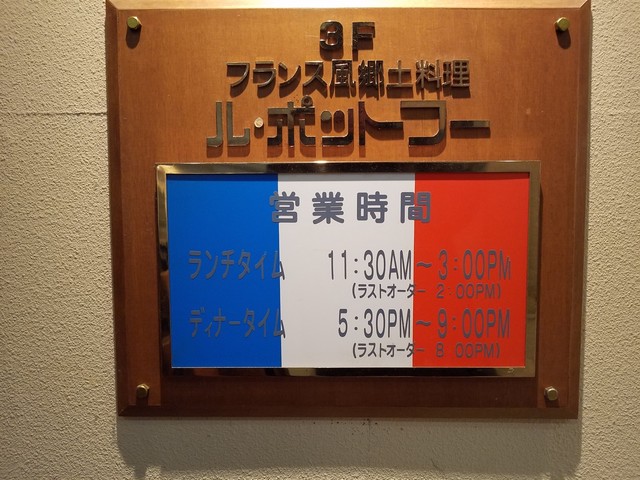 3F
フランス風郷土料理
ル・ポットフー
営業時間
ランチタイム 11:30AM～3:00PM
(ラストオーダー 2:00PM)
ディナータイム 5:30PM～9:00PM
(ラストオーダー 8:00PM)